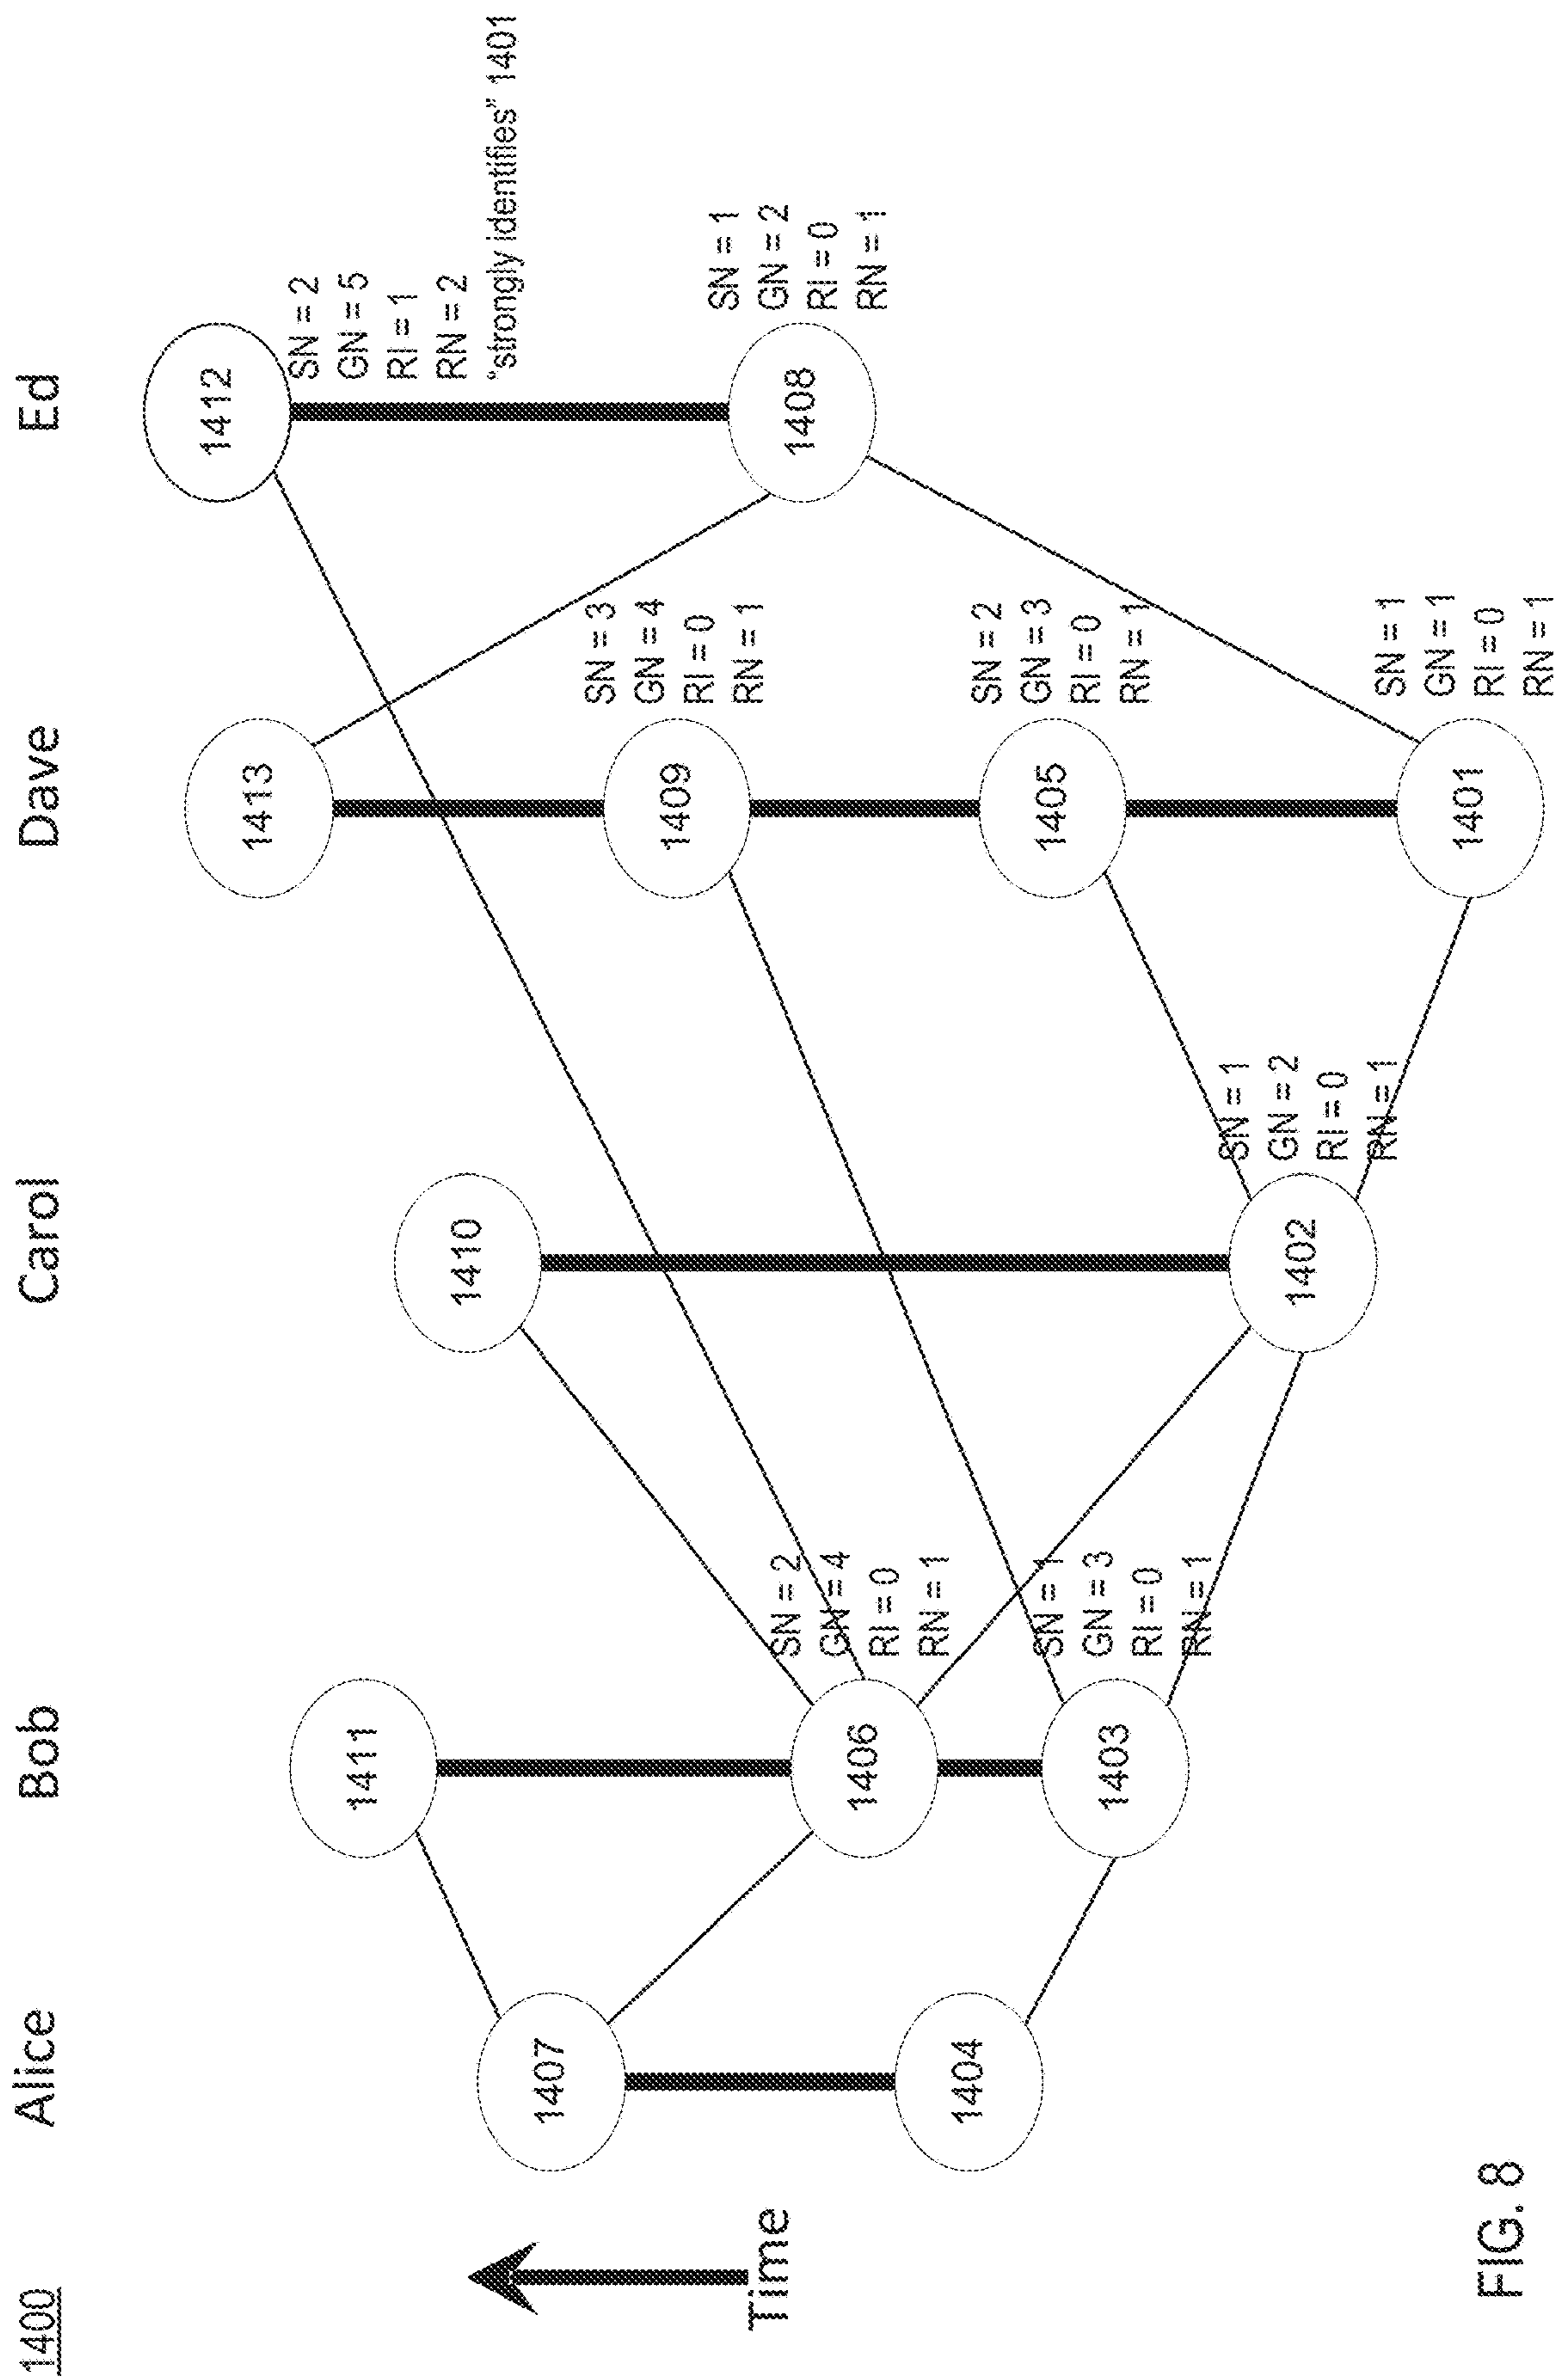 1400
Alice
Bob
Carol
Dave
Ed
Time
1412
SN = 2
GN = 5
RI = 1
RN = 2
"strongly identifies" 1401
1413
1411
1410
1407
1409
SN = 3
GN = 4
RI = 0
RN = 1
1408
SN = 1
GN = 2
RI = 0
RN = 1
1406
SN = 2
GN = 4
RI = 0
RN = 1
1404
1405
SN = 2
GN = 3
RI = 0
RN = 1
1403
SN = 1
GN = 3
RI = 0
RN = 1
1402
SN = 1
GN = 2
RI = 0
RN = 1
1401
SN = 1
GN = 1
RI = 0
RN = 1
FIG. 8